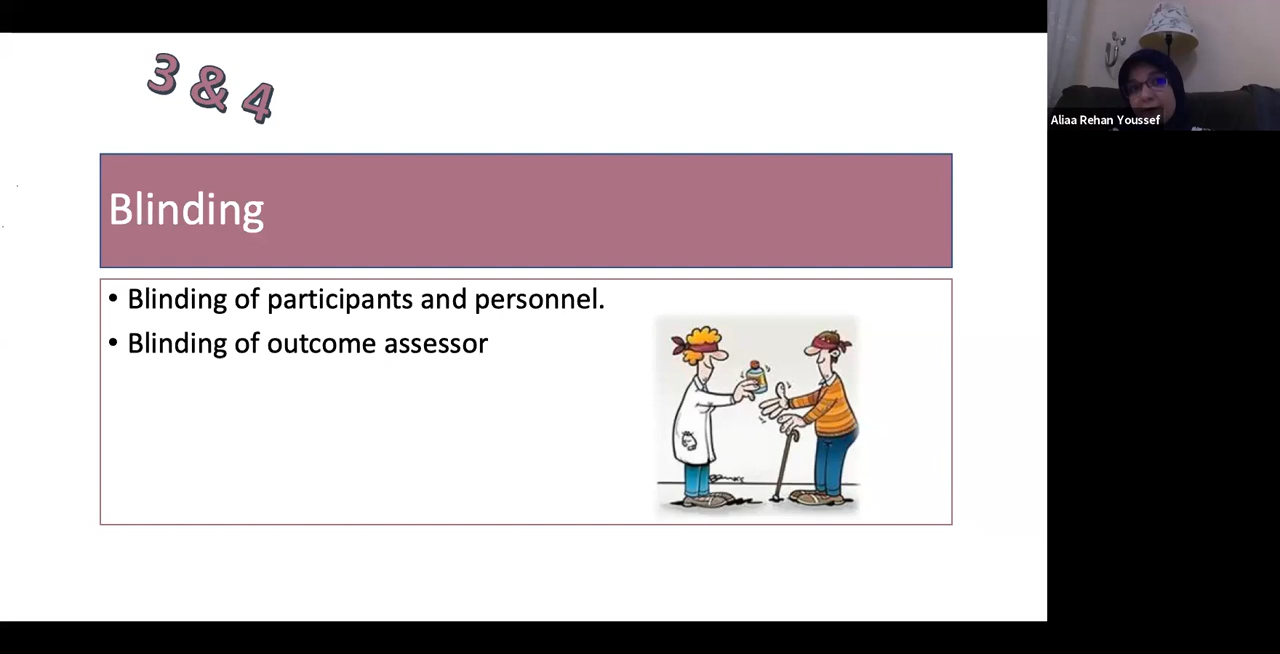 3 & 4
Aliaa Rehan Youssef
Blinding
• Blinding of participants and personnel.
• Blinding of outcome assessor